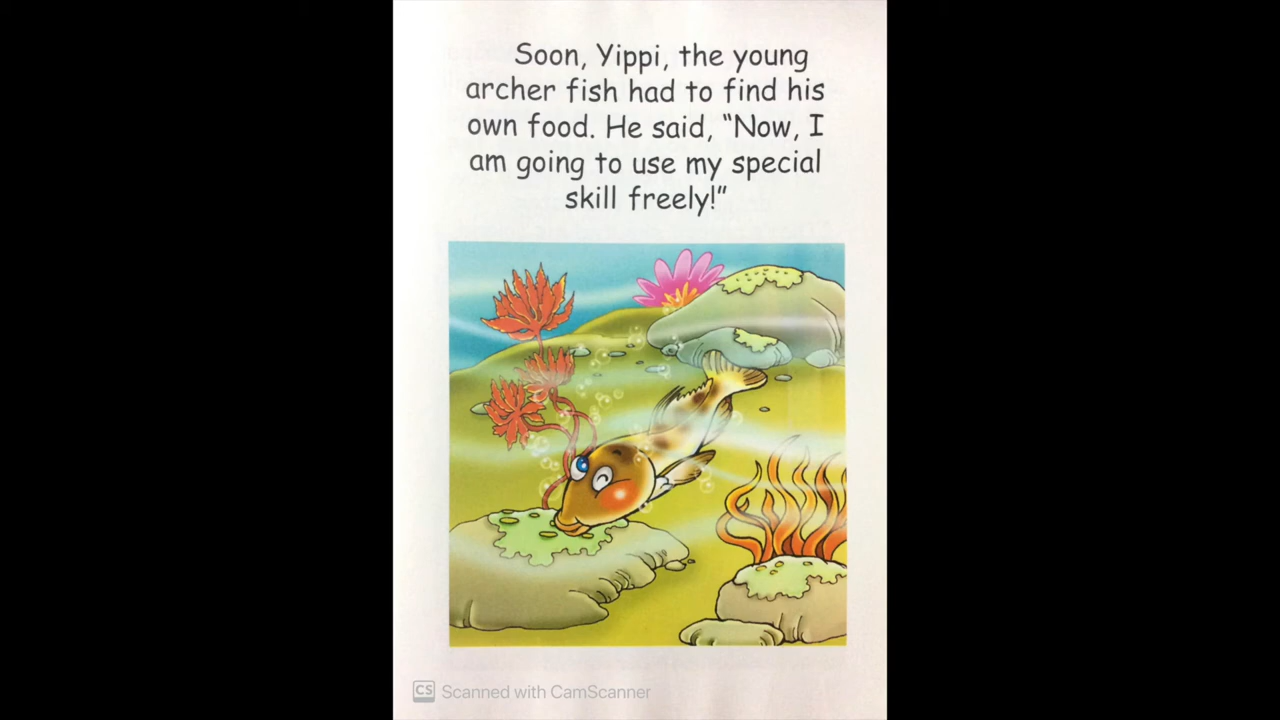 Soon, Yippi, the young
archer fish had to find his
own food. He said, “Now, I
am going to use my special
skill freely!”
CS Scanned with CamScanner